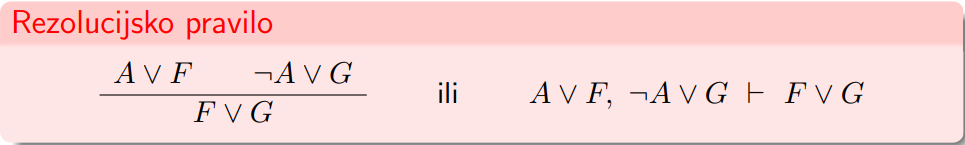 Rezolucijsko pravilo
A ∨ F ¬A ∨ G
F ∨ G
ili A ∨ F, ¬A ∨ G ⊢ F ∨ G